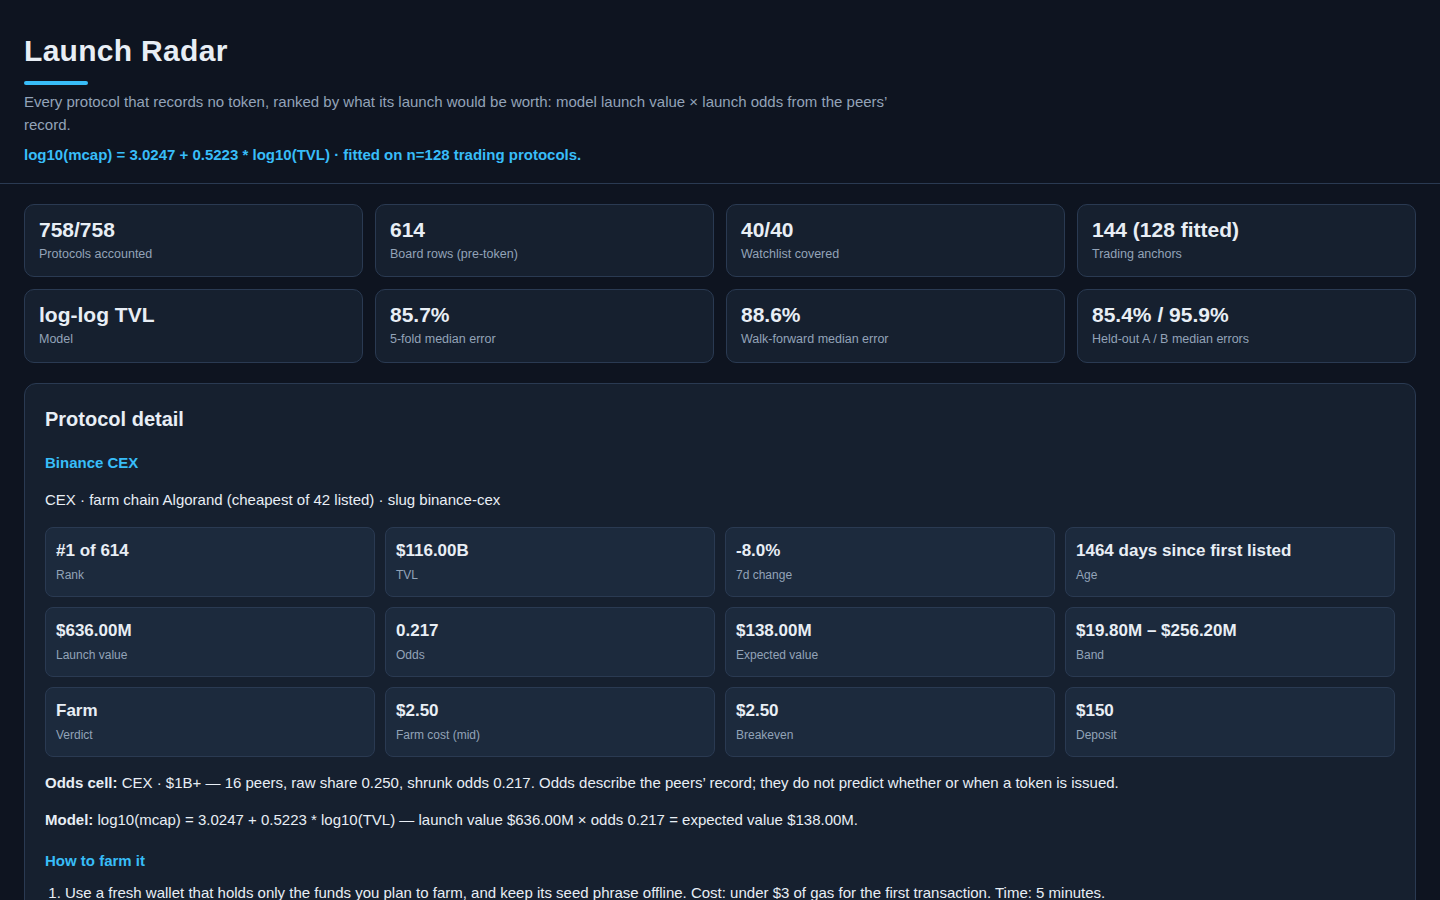 Launch Radar
Every protocol that records no token, ranked by what its launch would be worth: model launch value × launch odds from the peers’
record.
log10(mcap) = 3.0247 + 0.5223 * log10(TVL) · fitted on n=128 trading protocols.
758/758
Protocols accounted
614
Board rows (pre-token)
40/40
Watchlist covered
144 (128 fitted)
Trading anchors
log-log TVL
Model
85.7%
5-fold median error
88.6%
Walk-forward median error
85.4% / 95.9%
Held-out A / B median errors
Protocol detail
Binance CEX
CEX · farm chain Algorand (cheapest of 42 listed) · slug binance-cex
#1 of 614
Rank
$116.00B
TVL
-8.0%
7d change
1464 days since first listed
Age
$636.00M
Launch value
0.217
Odds
$138.00M
Expected value
$19.80M – $256.20M
Band
Farm
Verdict
$2.50
Farm cost (mid)
$2.50
Breakeven
$150
Deposit
Odds cell: CEX · $1B+ — 16 peers, raw share 0.250, shrunk odds 0.217. Odds describe the peers’ record; they do not predict whether or when a token is issued.
Model: log10(mcap) = 3.0247 + 0.5223 * log10(TVL) — launch value $636.00M × odds 0.217 = expected value $138.00M.
How to farm it
1. Use a fresh wallet that holds only the funds you plan to farm, and keep its seed phrase offline. Cost: under $3 of gas for the first transaction. Time: 5 minutes.